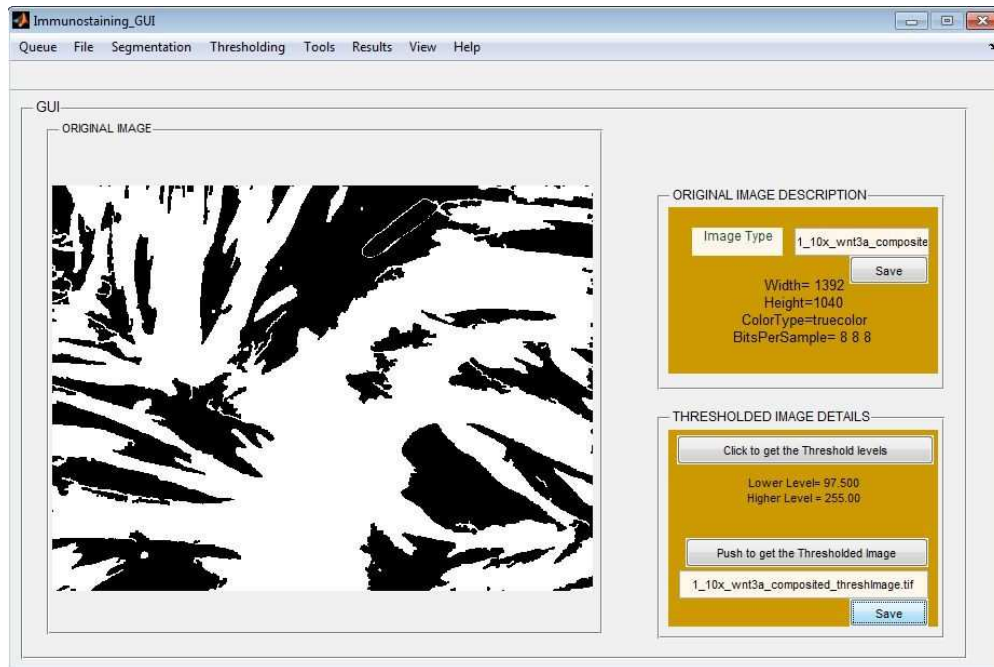 Immunostaining_GUI
Queue File Segmentation Thresholding Tools Results View Help
GUI
ORIGINAL IMAGE
ORIGINAL IMAGE DESCRIPTION
Image Type
1_10x_wnt3a_composite
Save
Width= 1392
Height=1040
ColorType=truecolor
BitsPerSample= 8 8 8
THRESHOLDED IMAGE DETAILS
Click to get the Threshold levels
Lower Level= 97.500
Higher Level = 255.00
Push to get the Thresholded Image
1_10x_wnt3a_composited_threshImage.tif
Save